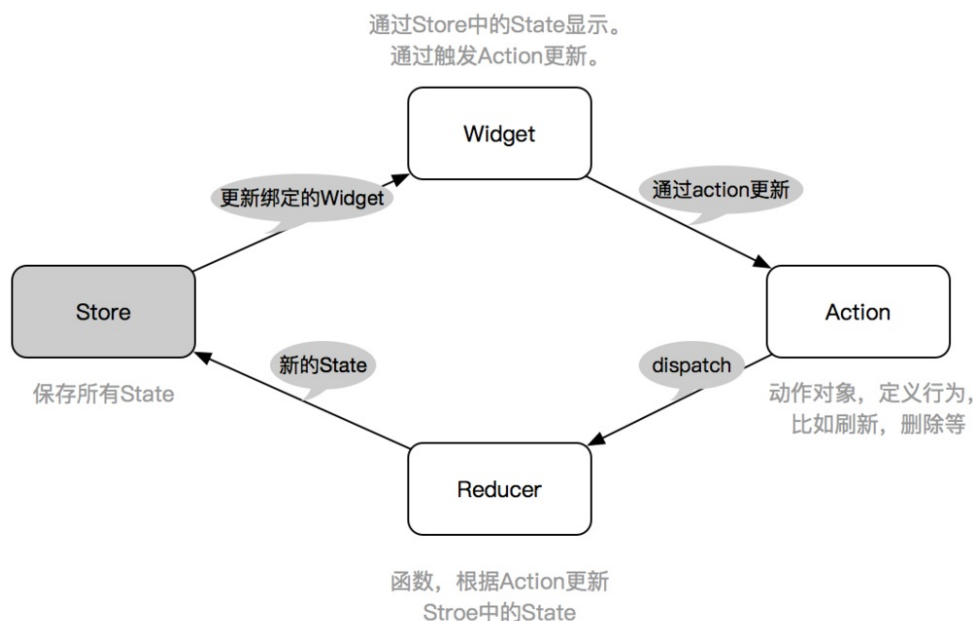 通过Store中的State显示。
通过触发Action更新。
Widget
更新绑定的Widget
通过action更新
Store
Action
新的State
dispatch
保存所有State
动作对象，定义行为，
比如刷新，删除等
Reducer
函数，根据Action更新
Stroe中的State